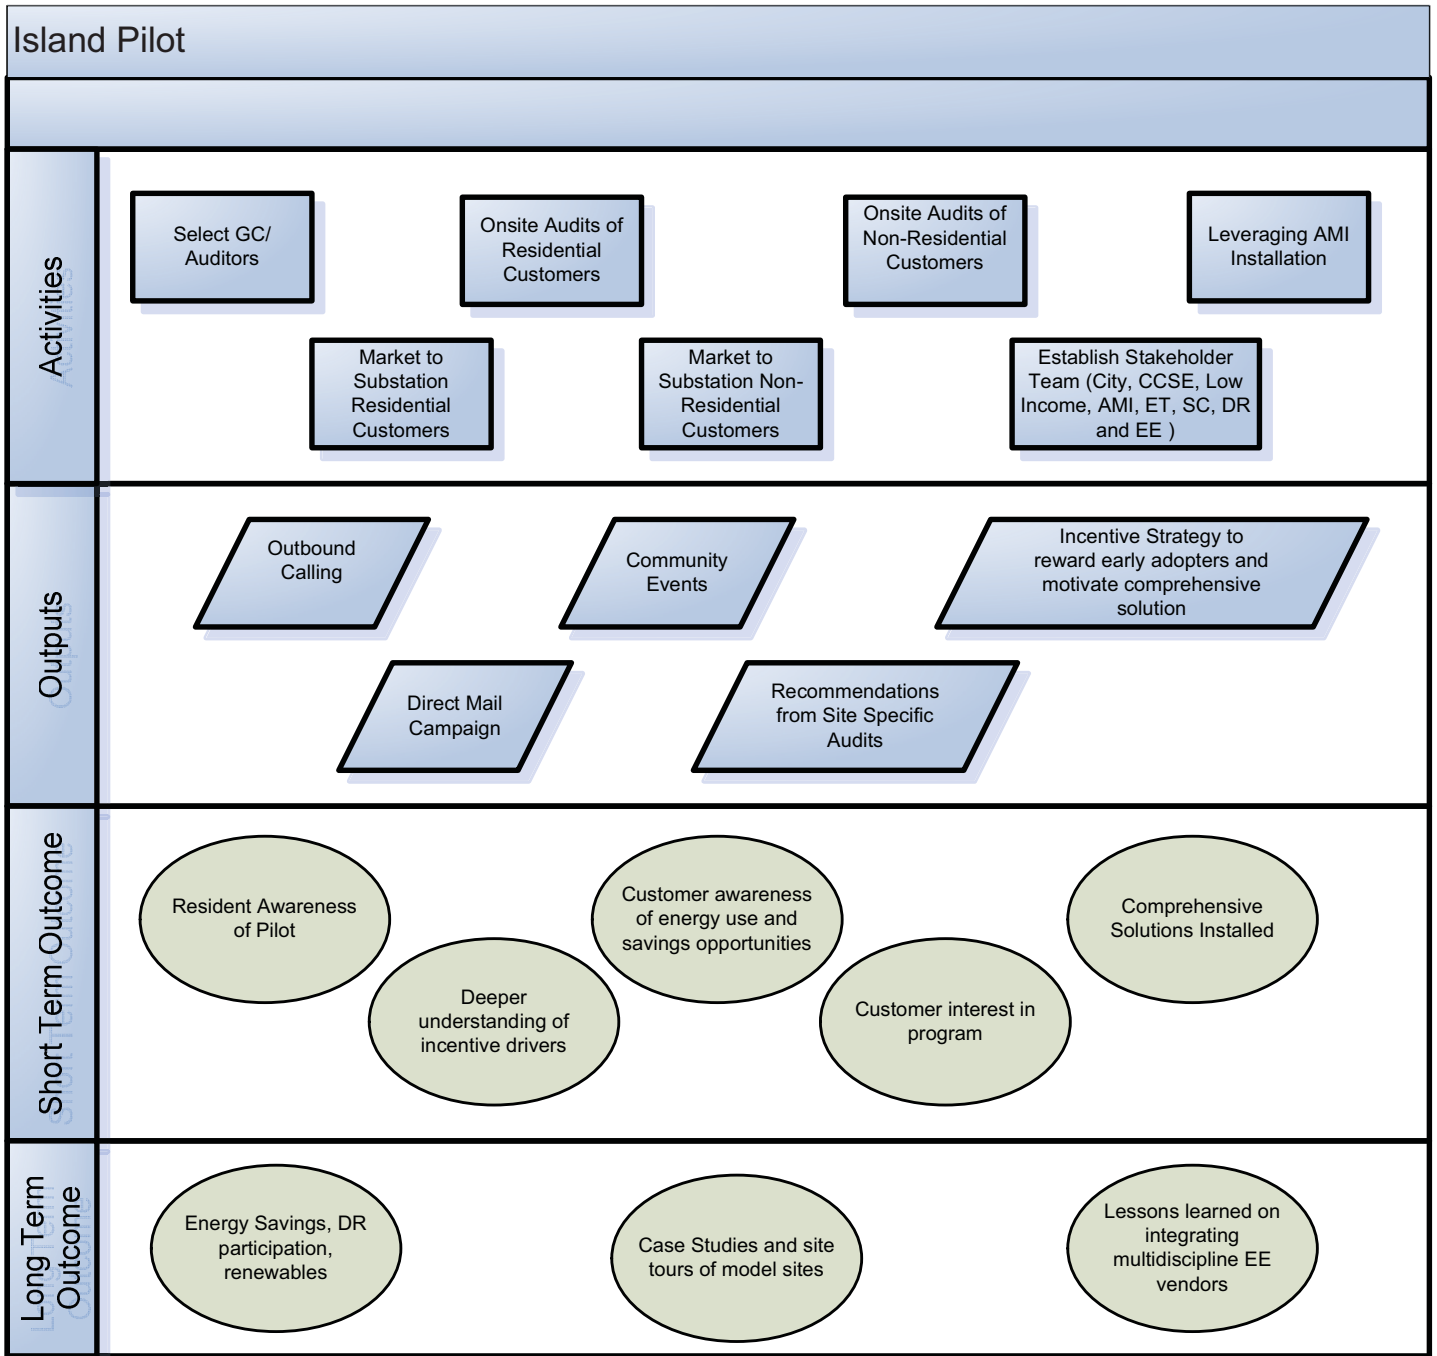 Island Pilot
Activities
Select GC/
Auditors
Onsite Audits of
Residential
Customers
Onsite Audits of
Non-Residential
Customers
Leveraging AMI
Installation
Market to
Substation
Residential
Customers
Market to
Substation Non-
Residential
Customers
Establish Stakeholder
Team (City, CCSE, Low
Income, AMI, ET, SC, DR
and EE )
Outputs
Outbound
Calling
Community
Events
Incentive Strategy to
reward early adopters and
motivate comprehensive
solution
Direct Mail
Campaign
Recommendations
from Site Specific
Audits
Short Term Outcome
Resident Awareness
of Pilot
Customer awareness
of energy use and
savings opportunities
Comprehensive
Solutions Installed
Deeper
understanding of
incentive drivers
Customer interest in
program
Long Term
Outcome
Energy Savings, DR
participation,
renewables
Case Studies and site
tours of model sites
Lessons learned on
integrating
multidiscipline EE
vendors